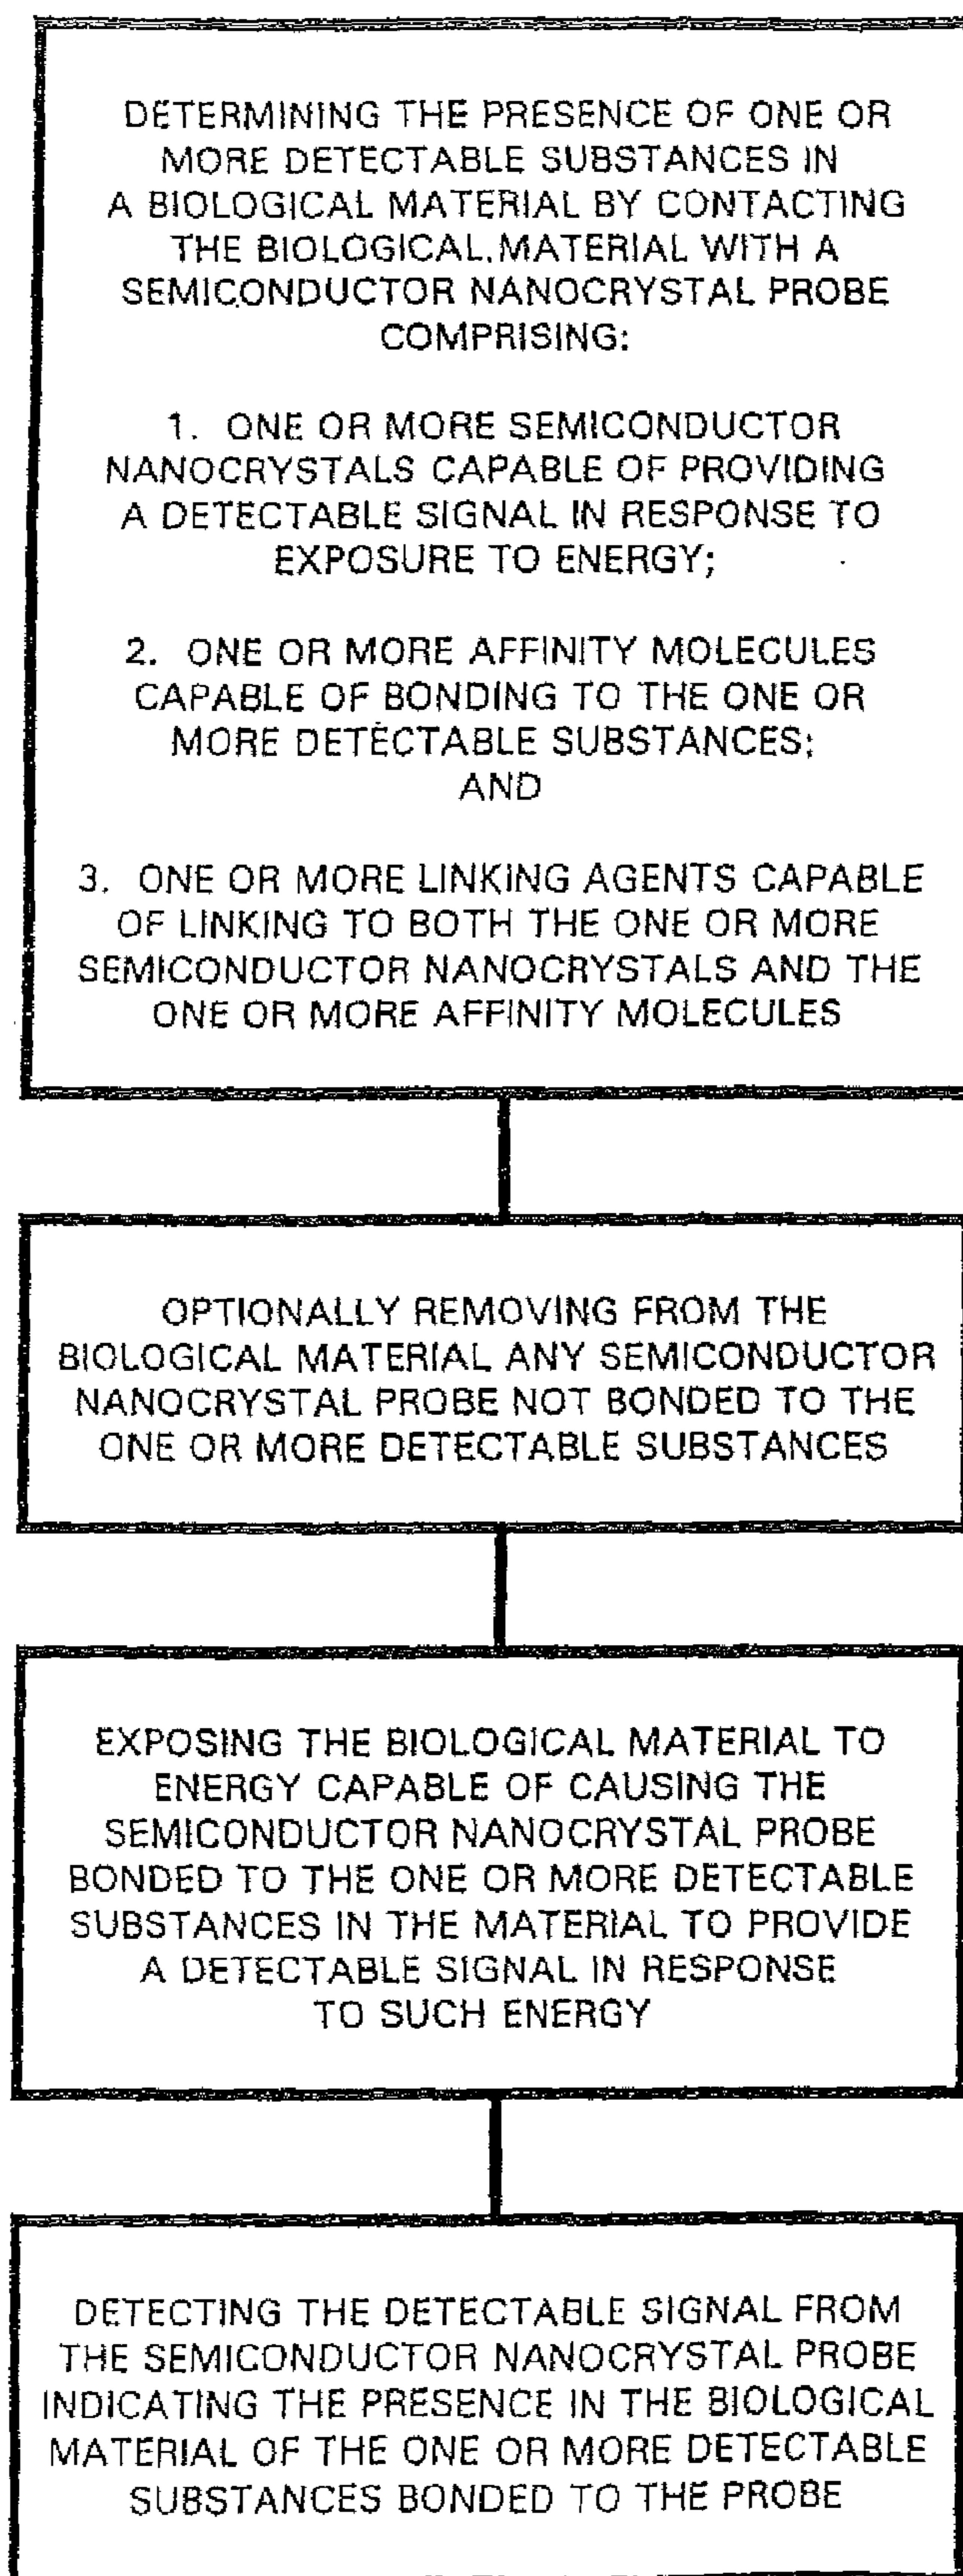 DETERMINING THE PRESENCE OF ONE OR
MORE DETECTABLE SUBSTANCES IN
A BIOLOGICAL MATERIAL BY CONTACTING
THE BIOLOGICAL MATERIAL WITH A
SEMICONDUCTOR NANOCRYSTAL PROBE
COMPRISING:
1. ONE OR MORE SEMICONDUCTOR
NANOCRYSTALS CAPABLE OF PROVIDING
A DETECTABLE SIGNAL IN RESPONSE TO
EXPOSURE TO ENERGY;
2. ONE OR MORE AFFINITY MOLECULES
CAPABLE OF BONDING TO THE ONE OR
MORE DETECTABLE SUBSTANCES;
AND
3. ONE OR MORE LINKING AGENTS CAPABLE
OF LINKING TO BOTH THE ONE OR MORE
SEMICONDUCTOR NANOCRYSTALS AND THE
ONE OR MORE AFFINITY MOLECULES
OPTIONALLY REMOVING FROM THE
BIOLOGICAL MATERIAL ANY SEMICONDUCTOR
NANOCRYSTAL PROBE NOT BONDED TO THE
ONE OR MORE DETECTABLE SUBSTANCES
EXPOSING THE BIOLOGICAL MATERIAL TO
ENERGY CAPABLE OF CAUSING THE
SEMICONDUCTOR NANOCRYSTAL PROBE
BONDED TO THE ONE OR MORE DETECTABLE
SUBSTANCES IN THE MATERIAL TO PROVIDE
A DETECTABLE SIGNAL IN RESPONSE
TO SUCH ENERGY
DETECTING THE DETECTABLE SIGNAL FROM
THE SEMICONDUCTOR NANOCRYSTAL PROBE
INDICATING THE PRESENCE IN THE BIOLOGICAL
MATERIAL OF THE ONE OR MORE DETECTABLE
SUBSTANCES BONDED TO THE PROBE